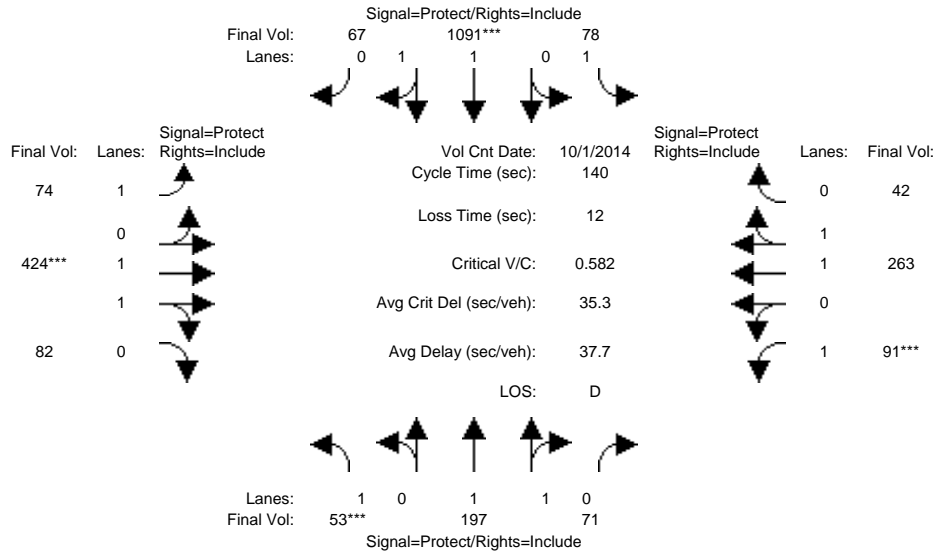 Signal=Protect/Rights=Include
Final Vol: 67 1091*** 78
Lanes: 0 1 1 0 1
Signal=Protect Signal=Protect
Final Vol: Lanes: Rights=Include Vol Cnt Date: 10/1/2014 Rights=Include Lanes: Final Vol:
Cycle Time (sec): 140
74 1 0 42
Loss Time (sec): 12
0 1
424*** 1 Critical V/C: 0.582 1 263
1 Avg Crit Del (sec/veh): 35.3 0
82 0 Avg Delay (sec/veh): 37.7 1 91***
LOS: D
Lanes: 1 0 1 1 0
Final Vol: 53*** 197 71
Signal=Protect/Rights=Include